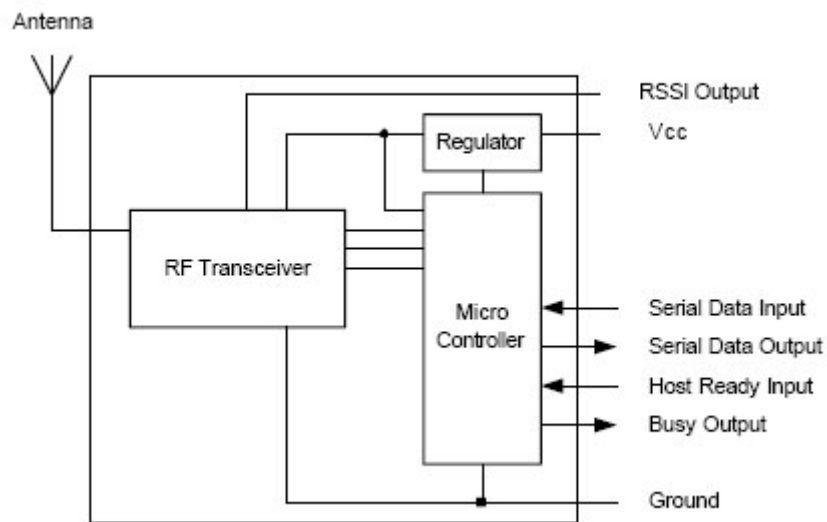 Antenna
RSSI Output
Vcc
Regulator
RF Transceiver
Micro
Controller
Serial Data Input
Serial Data Output
Host Ready Input
Busy Output
Ground